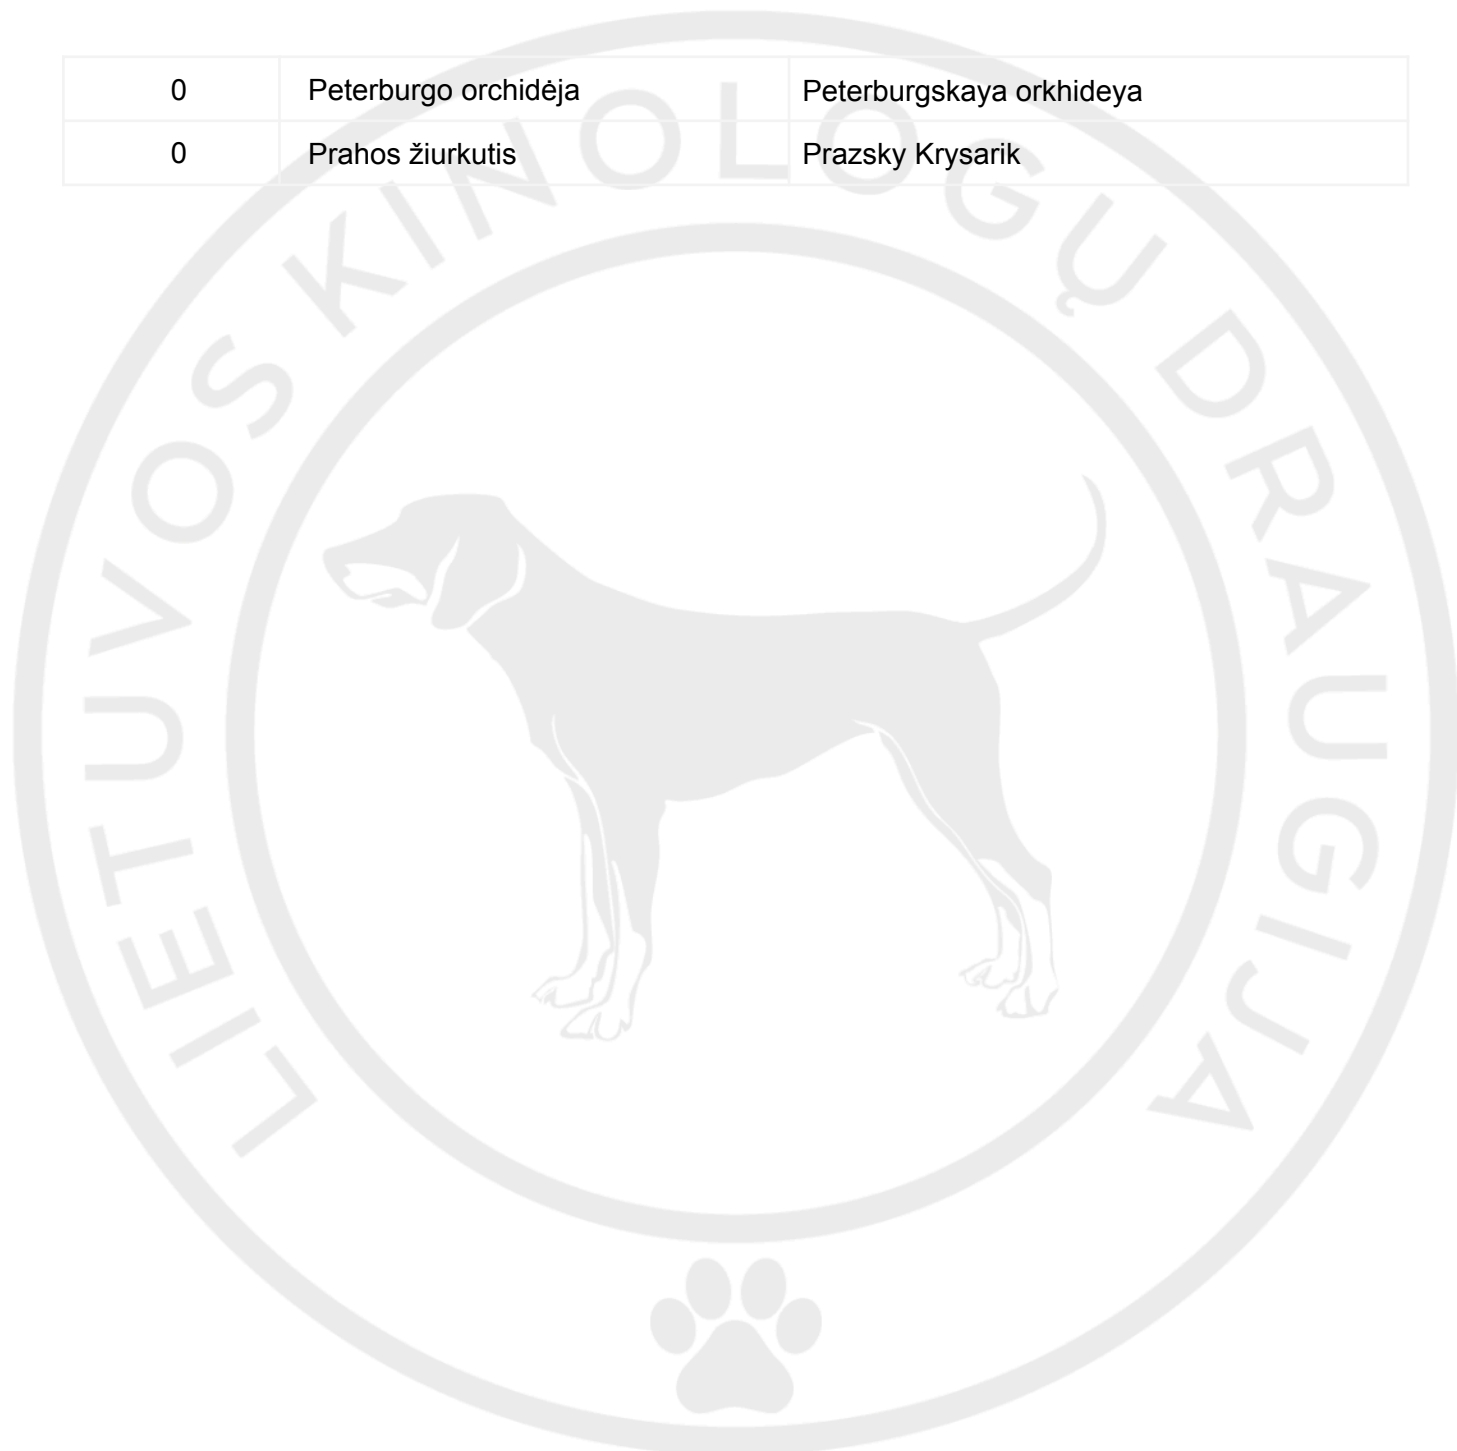 0 Peterburgo orchidėja Peterburgskaya orkhideya
0 Prahos žiurkutis Prazsky Krysarik
LIETUVOS KINOLOGŲ DRAUGIJA